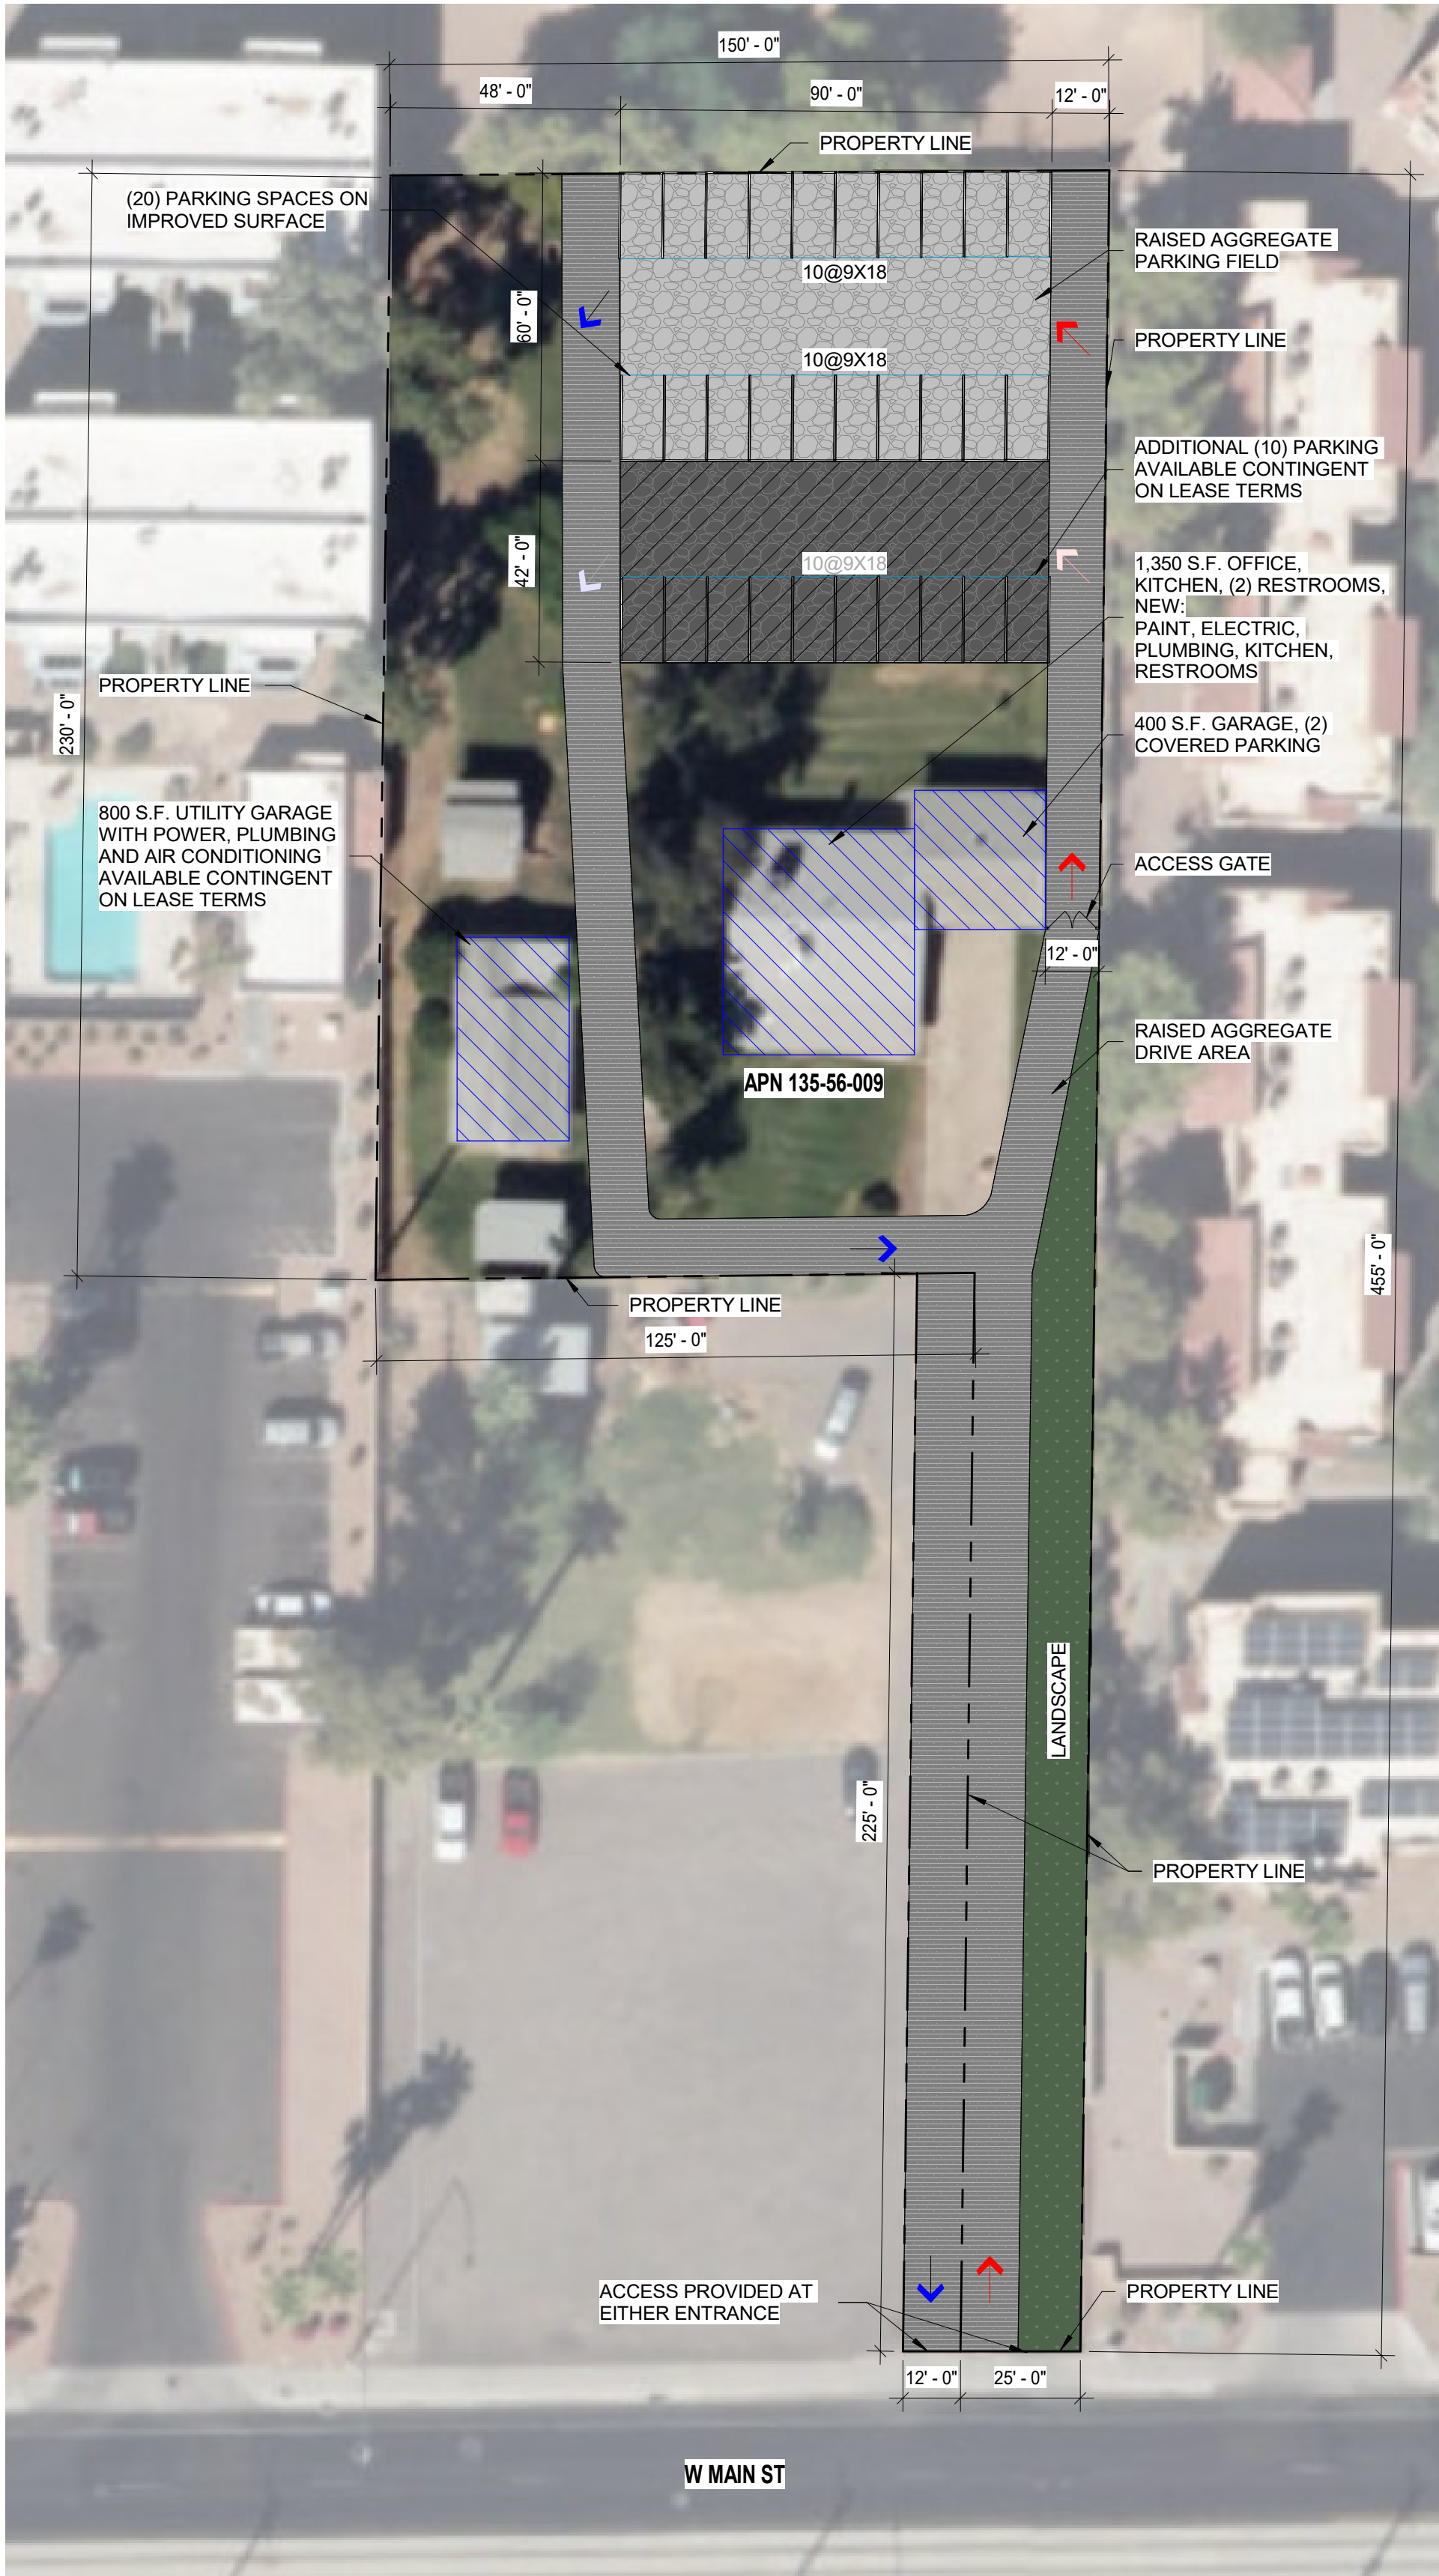 150' - 0"
48' - 0"
90' - 0"
12' - 0"
PROPERTY LINE
(20) PARKING SPACES ON
IMPROVED SURFACE
RAISED AGGREGATE
PARKING FIELD
10@9X18
60' - 0"
PROPERTY LINE
10@9X18
ADDITIONAL (10) PARKING
AVAILABLE CONTINGENT
ON LEASE TERMS
42' - 0"
10@9X18
1,350 S.F. OFFICE,
KITCHEN, (2) RESTROOMS,
NEW:
PAINT, ELECTRIC,
PLUMBING, KITCHEN,
RESTROOMS
PROPERTY LINE
230' - 0"
400 S.F. GARAGE, (2)
COVERED PARKING
800 S.F. UTILITY GARAGE
WITH POWER, PLUMBING
AND AIR CONDITIONING
AVAILABLE CONTINGENT
ON LEASE TERMS
ACCESS GATE
12' - 0"
RAISED AGGREGATE
DRIVE AREA
APN 135-56-009
455' - 0"
PROPERTY LINE
125' - 0"
LANDSCAPE
225' - 0"
PROPERTY LINE
ACCESS PROVIDED AT
EITHER ENTRANCE
PROPERTY LINE
12' - 0"
25' - 0"
W MAIN ST